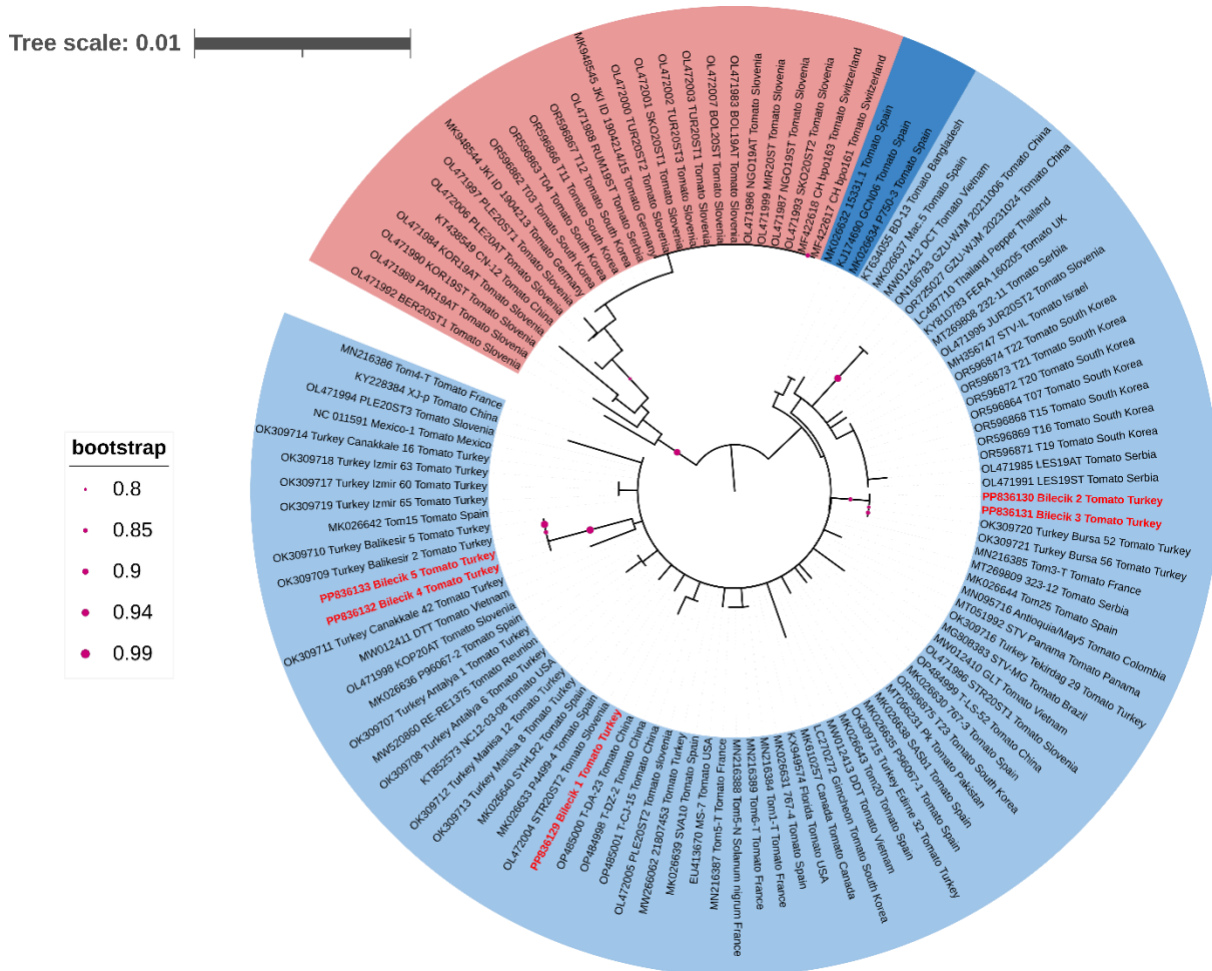 Tree scale: 0.01
bootstrap
0.8
0.85
0.9
0.94
0.99
OL471992 BER20ST1 Tomato Slovenia
OL471989 PAR19AT Tomato Slovenia
OL471990 KOR19ST Tomato Slovenia
OL471984 KOR19AT Tomato Slovenia
KT438549 CN-12 Tomato China
OL472006 PLE20AT Tomato Slovenia
OL471997 PLE20ST1 Tomato Slovenia
MK948544 JKI ID 1904213 Tomato Germany
OR596862 T03 Tomato South Korea
OR596863 T04 Tomato South Korea
OR596866 T11 Tomato South Korea
OR596867 T12 Tomato South Korea
OL471988 RUM19ST Tomato Serbia
MK948545 JKI ID 1904214/15 Tomato Germany
OL472000 TUR20ST2 Tomato Slovenia
OL472001 SKO20ST1 Tomato Slovenia
OL472002 TUR20ST3 Tomato Slovenia
OL472003 TUR20ST1 Tomato Slovenia
OL472007 BOL20ST Tomato Slovenia
OL471983 BOL19AT Tomato Slovenia
OL471986 NGO19AT Tomato Slovenia
OL471999 MIR20ST Tomato Slovenia
OL471987 NGO19ST Tomato Slovenia
OL471993 SKO20ST2 Tomato Slovenia
MF422618 CH bpo163 Tomato Switzerland
MF422617 CH bpo161 Tomato Switzerland
MK026632 15331.1 Tomato Spain
KJ174690 GCN06 Tomato Spain
MK026634 P750-3 Tomato Spain
KT634055 BD-13 Tomato Bangladesh
MK026637 Mac.5 Tomato Spain
MW012412 DCT Tomato Vietnam
ON166783 GZU-WJM 20211006 Tomato China
OR725027 GZU-WJM 20231024 Tomato China
LC487710 Thailand Pepper Thailand
KY810783 FERA 160205 Tomato UK
MT269808 232-11 Tomato Serbia
OL471995 JUR20ST2 Tomato Slovenia
MH356747 STV-IL Tomato Israel
OR596874 T22 Tomato South Korea
OR596873 T21 Tomato South Korea
OR596872 T20 Tomato South Korea
OR596864 T07 Tomato South Korea
OR596868 T15 Tomato South Korea
OR596869 T16 Tomato South Korea
OR596871 T19 Tomato South Korea
OL471985 LES19AT Tomato Serbia
OL471991 LES19ST Tomato Serbia
PP836130 Bilecik 2 Tomato Turkey
PP836131 Bilecik 3 Tomato Turkey
OK309720 Turkey Bursa 52 Tomato Turkey
OK309721 Turkey Bursa 56 Tomato Turkey
MN216385 Tom3-T Tomato France
MT269809 323-12 Tomato Serbia
MK026644 Tom25 Tomato Spain
MN095716 Antioquia/May5 Tomato Colombia
MT051992 STV Panama Tomato Panama
OK309716 Turkey Tekirdag 29 Tomato Turkey
MG808383 STV-MG Tomato Brazil
MW012410 GLT Tomato Vietnam
OL471996 STR20ST1 Tomato Slovenia
OP484999 T-LS-52 Tomato China
MK026630 767-3 Tomato Spain
OR596875 T23 Tomato South Korea
MT066231 Pk Tomato Pakistan
MK026638 SASb1 Tomato Spain
MK026635 P96067-1 Tomato Spain
OK309715 Turkey Edirne 32 Tomato Turkey
MK026643 Tom20 Tomato Spain
MW012413 DDT Tomato Vietnam
LC270272 Gimcheon Tomato South Korea
MK610257 Canada Tomato Canada
KX949574 Florida Tomato USA
MK026631 767-4 Tomato Spain
MN216384 Tom1-T Tomato France
MN216389 Tom6-T Tomato France
MN216388 Tom5-N Solanum nigrum France
MN216387 Tom5-T Tomato France
EU413670 MS-7 Tomato USA
MK026639 SVA10 Tomato Spain
MW266062 21807453 Tomato Turkey
OL472005 PLE20ST2 Tomato slovenia
OP485001 T-CJ-15 Tomato China
OP484998 T-DZ-2 Tomato China
OP485000 T-DA-23 Tomato China
PP836129 Bilecik 1 Tomato Turkey
OL472004 STR20ST2 Tomato Slovenia
MK026633 P44499-4 Tomato Spain
MK026640 SYHLP2 Tomato Spain
OK309713 Turkey Manisa 9 Tomato Turkey
OK309712 Turkey Manisa 12 Tomato Turkey
KT852573 NC12-03-08 Tomato USA
OK309708 Turkey Antalya 6 Tomato Turkey
MW520860 RE-RE1375 Tomato Reunion
OK309707 Turkey Antalya 1 Tomato Turkey
MK026636 P96067-2 Tomato Spain
OL471998 KOP20AT Tomato Slovenia
MW012411 DTT Tomato Vietnam
OK309711 Turkey Canakkale 42 Tomato Turkey
PP836132 Bilecik 4 Tomato Turkey
PP836133 Bilecik 5 Tomato Turkey
OK309709 Turkey Balikesir 2 Tomato Turkey
OK309710 Turkey Balikesir 5 Tomato Turkey
MK026642 Tom15 Tomato Spain
OK309719 Turkey Izmir 65 Tomato Turkey
OK309717 Turkey Izmir 60 Tomato Turkey
OK309718 Turkey Izmir 63 Tomato Turkey
OK309714 Turkey Canakkale 16 Tomato Turkey
NC 011591 Mexico-1 Tomato Mexico
OL471994 PLE20ST3 Tomato Slovenia
KY228384 XJ-p Tomato China
MN216386 Tom4-T Tomato France